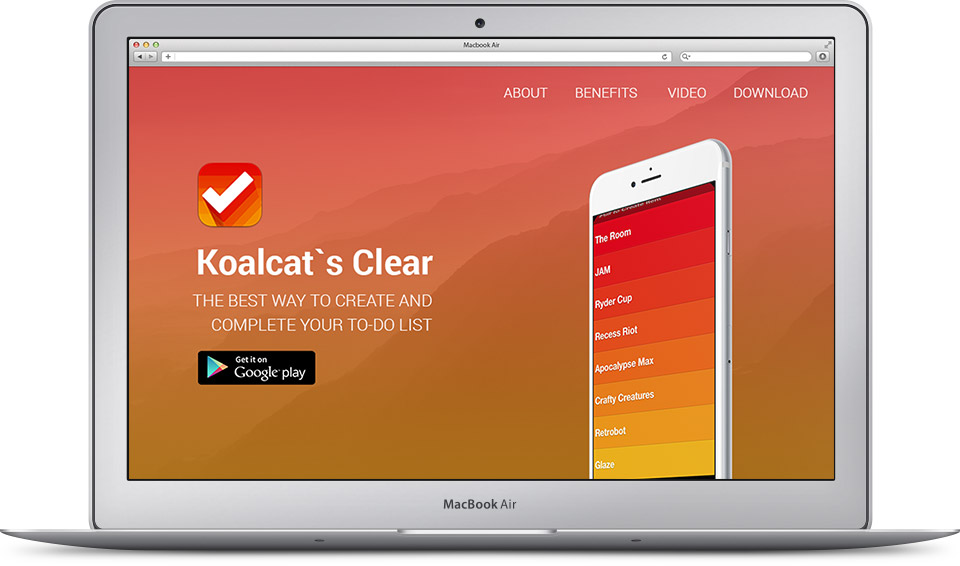 Macbook Air
ABOUT BENEFITS VIDEO DOWNLOAD
Koalcat`s Clear
THE BEST WAY TO CREATE AND
COMPLETE YOUR TO-DO LIST
Get it on
Google play
The Room
JAM
Ryder Cup
Recess Riot
Apocalypse Max
Crafty Creatures
Retrobot
Glaze
MacBook Air